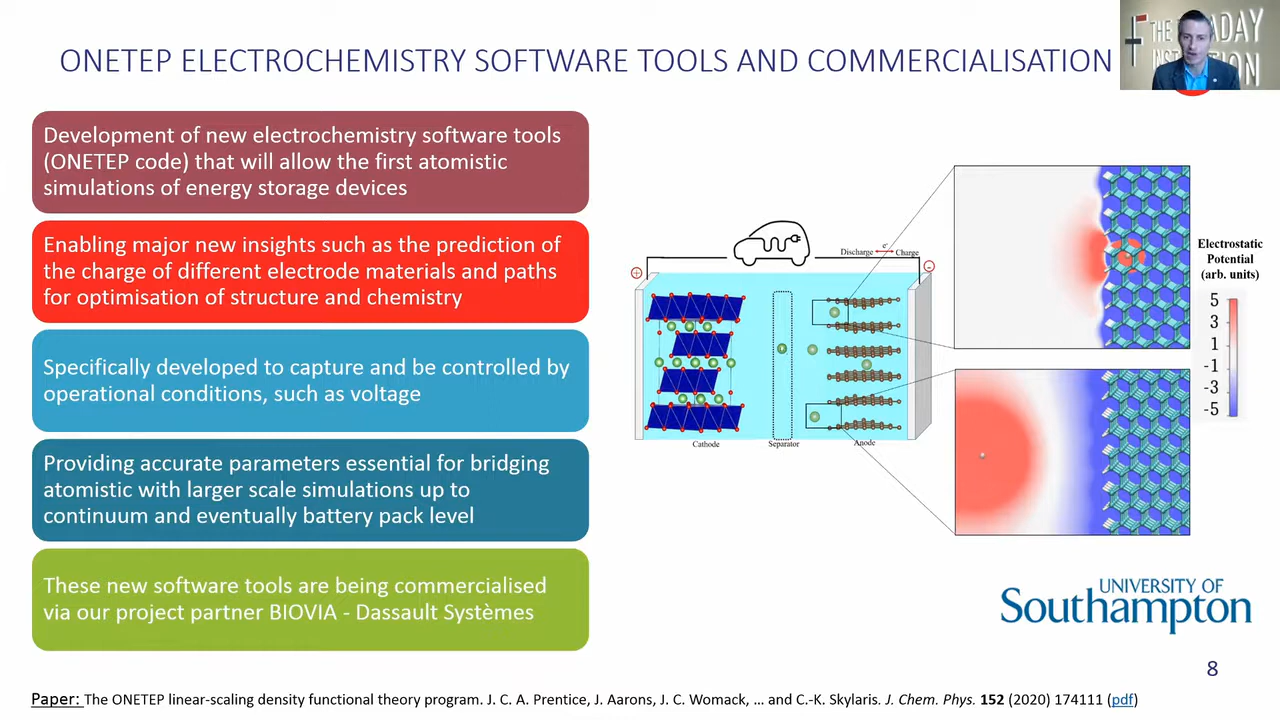 ONETEP ELECTROCHEMISTRY SOFTWARE TOOLS AND COMMERCIALISATION
Development of new electrochemistry software tools
(ONETEP code) that will allow the first atomistic
simulations of energy storage devices
Enabling major new insights such as the prediction of
the charge of different electrode materials and paths
for optimisation of structure and chemistry
Specifically developed to capture and be controlled by
operational conditions, such as voltage
Providing accurate parameters essential for bridging
atomistic with larger scale simulations up to
continuum and eventually battery pack level
These new software tools are being commercialised
via our project partner BIOVIA - Dassault Systèmes
Discharge e⁻ Charge
+
-
Cathode
Separator
Anode
Electrostatic
Potential
(arb. units)
5
3
1
-1
-3
-5
UNIVERSITY OF
Southampton
8
Paper: The ONETEP linear-scaling density functional theory program. J. C. A. Prentice, J. Aarons, J. C. Womack, … and C.-K. Skylaris. J. Chem. Phys. 152 (2020) 174111 (pdf)
THE